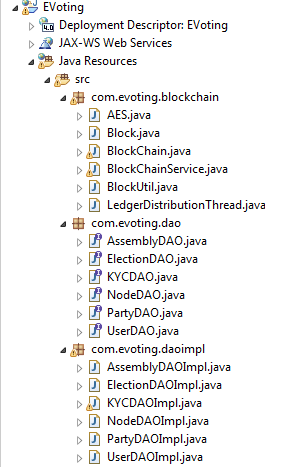 EVoting
Deployment Descriptor: EVoting
JAX-WS Web Services
Java Resources
src
com.evoting.blockchain
AES.java
Block.java
BlockChain.java
BlockChainService.java
BlockUtil.java
LedgerDistributionThread.java
com.evoting.dao
AssemblyDAO.java
ElectionDAO.java
KYCDAO.java
NodeDAO.java
PartyDAO.java
UserDAO.java
com.evoting.daoimpl
AssemblyDAOImpl.java
ElectionDAOImpl.java
KYCDAOImpl.java
NodeDAOImpl.java
PartyDAOImpl.java
UserDAOImpl.java